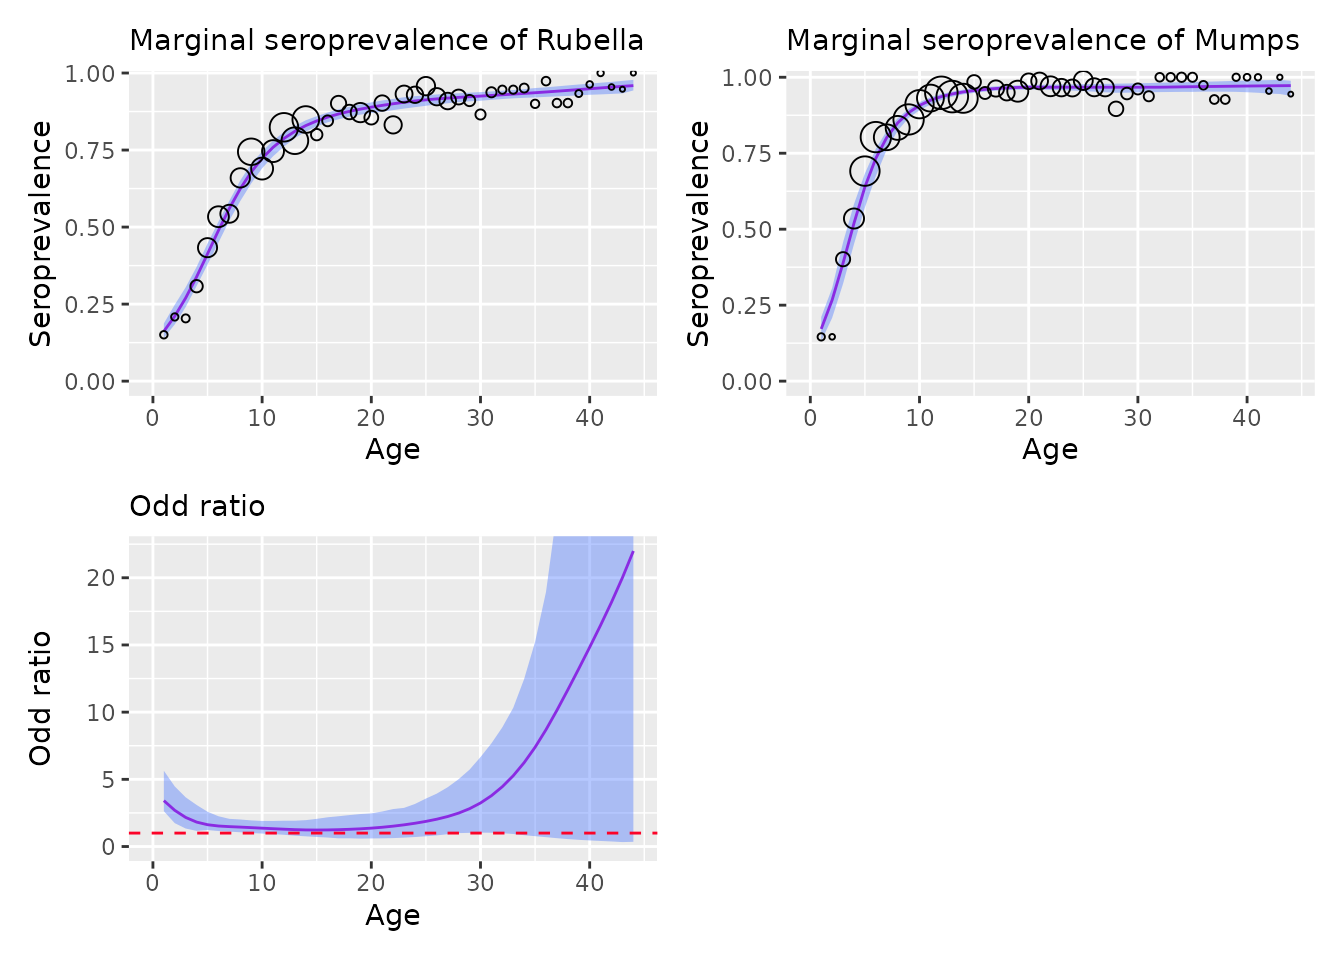 Marginal seroprevalence of Rubella
Seroprevalence
1.00
0.75
0.50
0.25
0.00
0 10 20 30 40
Age
Marginal seroprevalence of Mumps
Seroprevalence
1.00
0.75
0.50
0.25
0.00
0 10 20 30 40
Age
Odd ratio
Odd ratio
20
15
10
5
0
0 10 20 30 40
Age